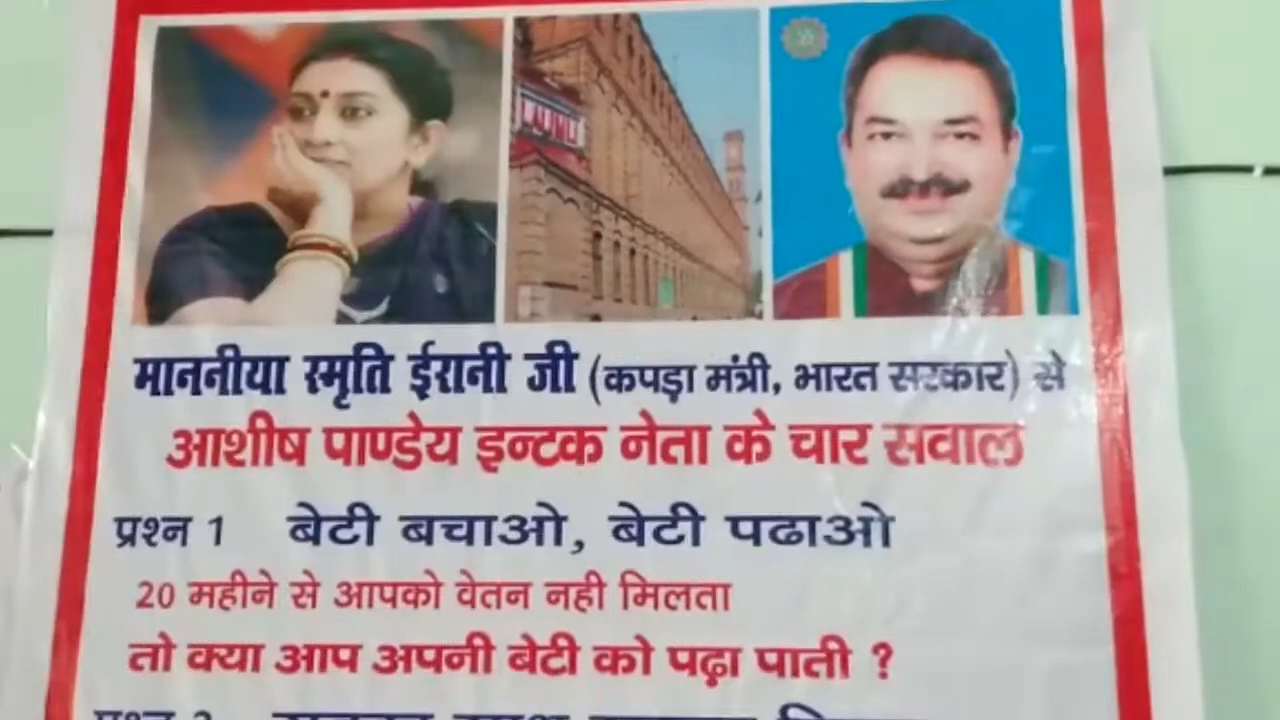 LALIMLI
माननीया स्मृति ईरानी जी (कपड़ा मंत्री, भारत सरकार) से
आशीष पाण्डेय इन्टक नेता के चार सवाल
प्रश्न 1 बेटी बचाओ, बेटी पढाओ
20 महीने से आपको वेतन नही मिलता
तो क्या आप अपनी बेटी को पढ़ा पाती ?